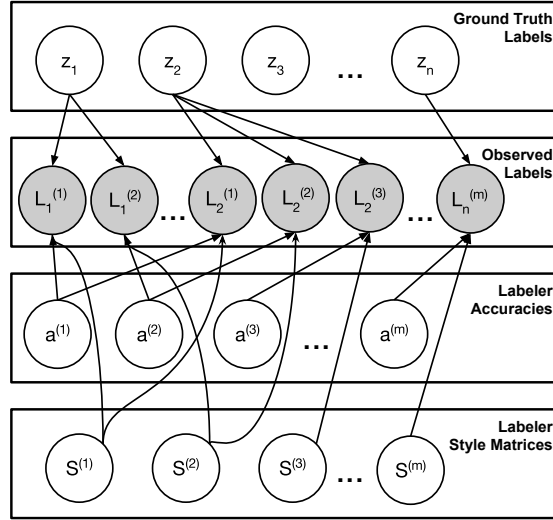 Ground Truth
Labels
z1 z2 z3 ... zn
Observed
Labels
L1(1) L1(2) ... L2(1) L2(2) L2(3) ... Ln(m)
Labeler
Accuracies
a(1) a(2) a(3) ... a(m)
Labeler
Style Matrices
S(1) S(2) S(3) ... S(m)